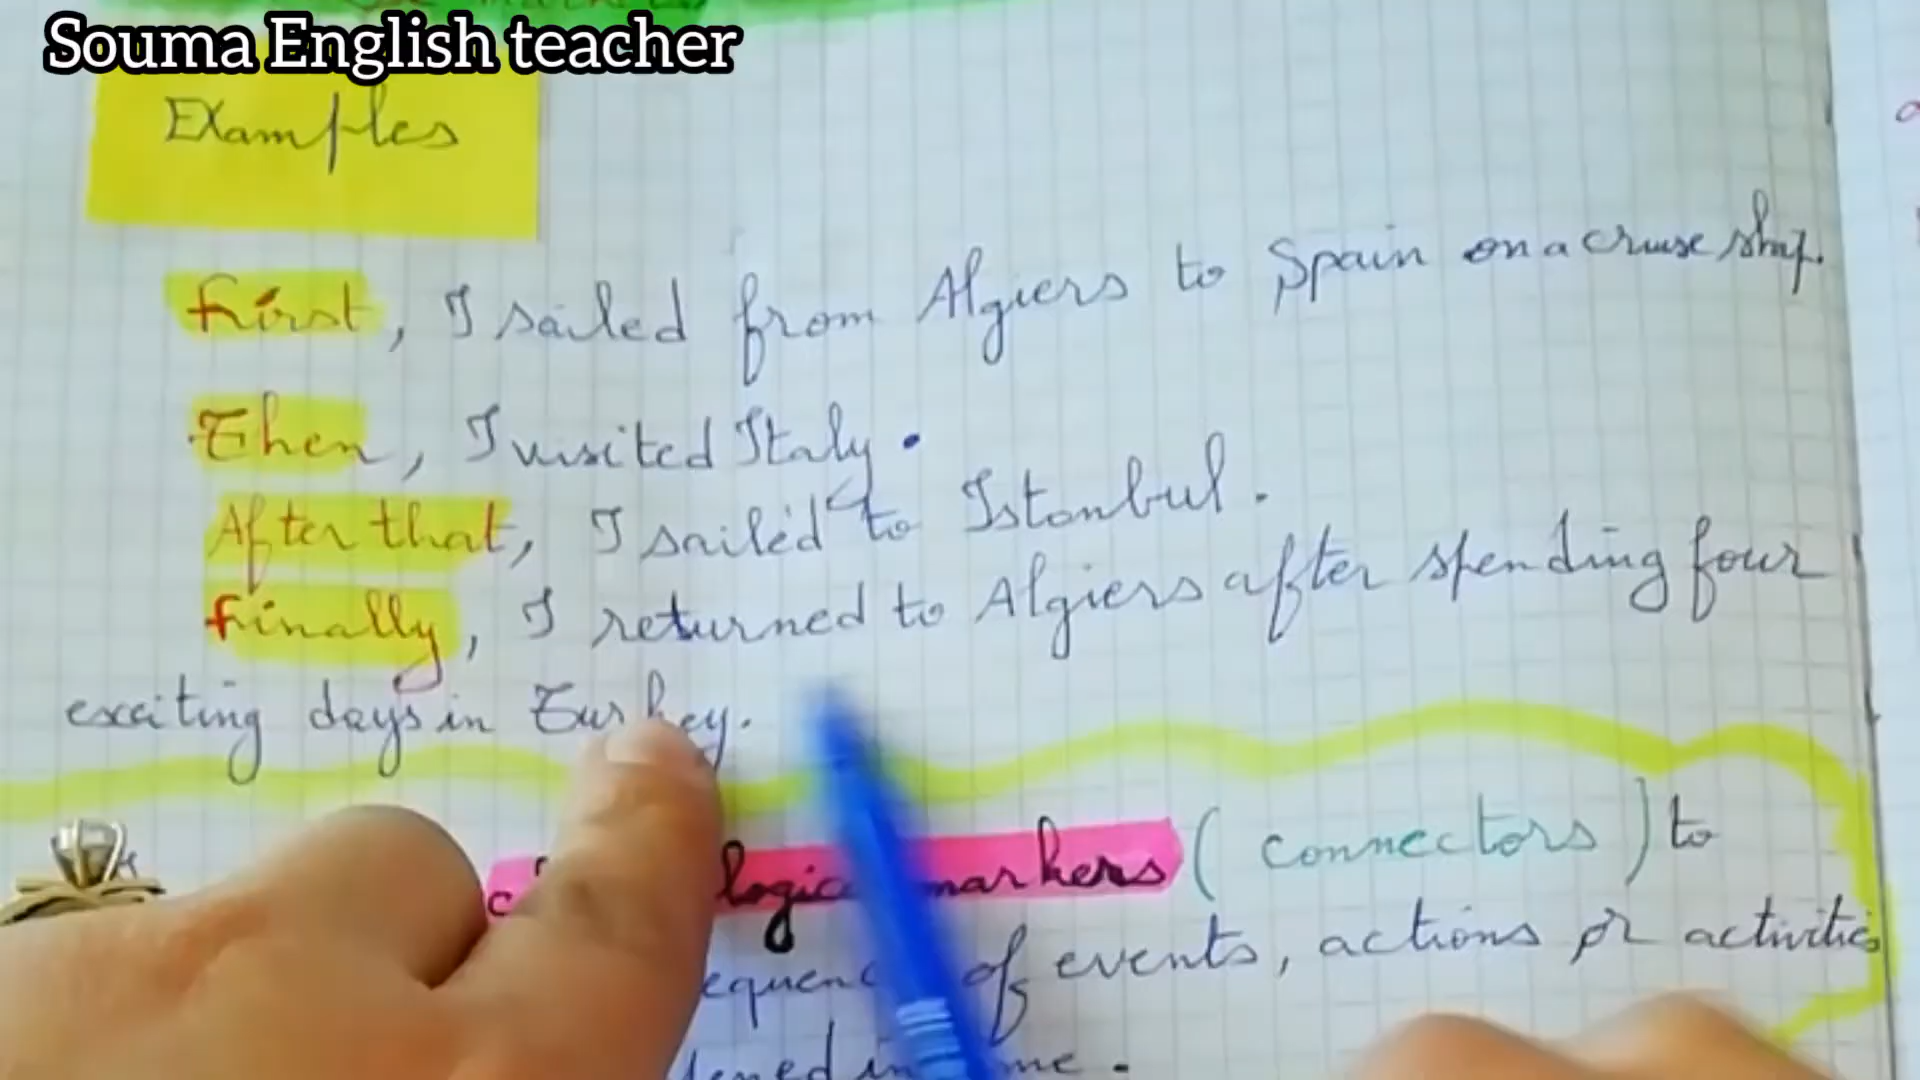 Souma English teacher
Examples
First, I sailed from Algiers to Spain on a cruise ship.
Then, I visited Italy.
After that, I sailed to Istanbul.
Finally, I returned to Algiers after spending four
exciting days in Turkey.
markers (connectors) to
of events, actions or activities